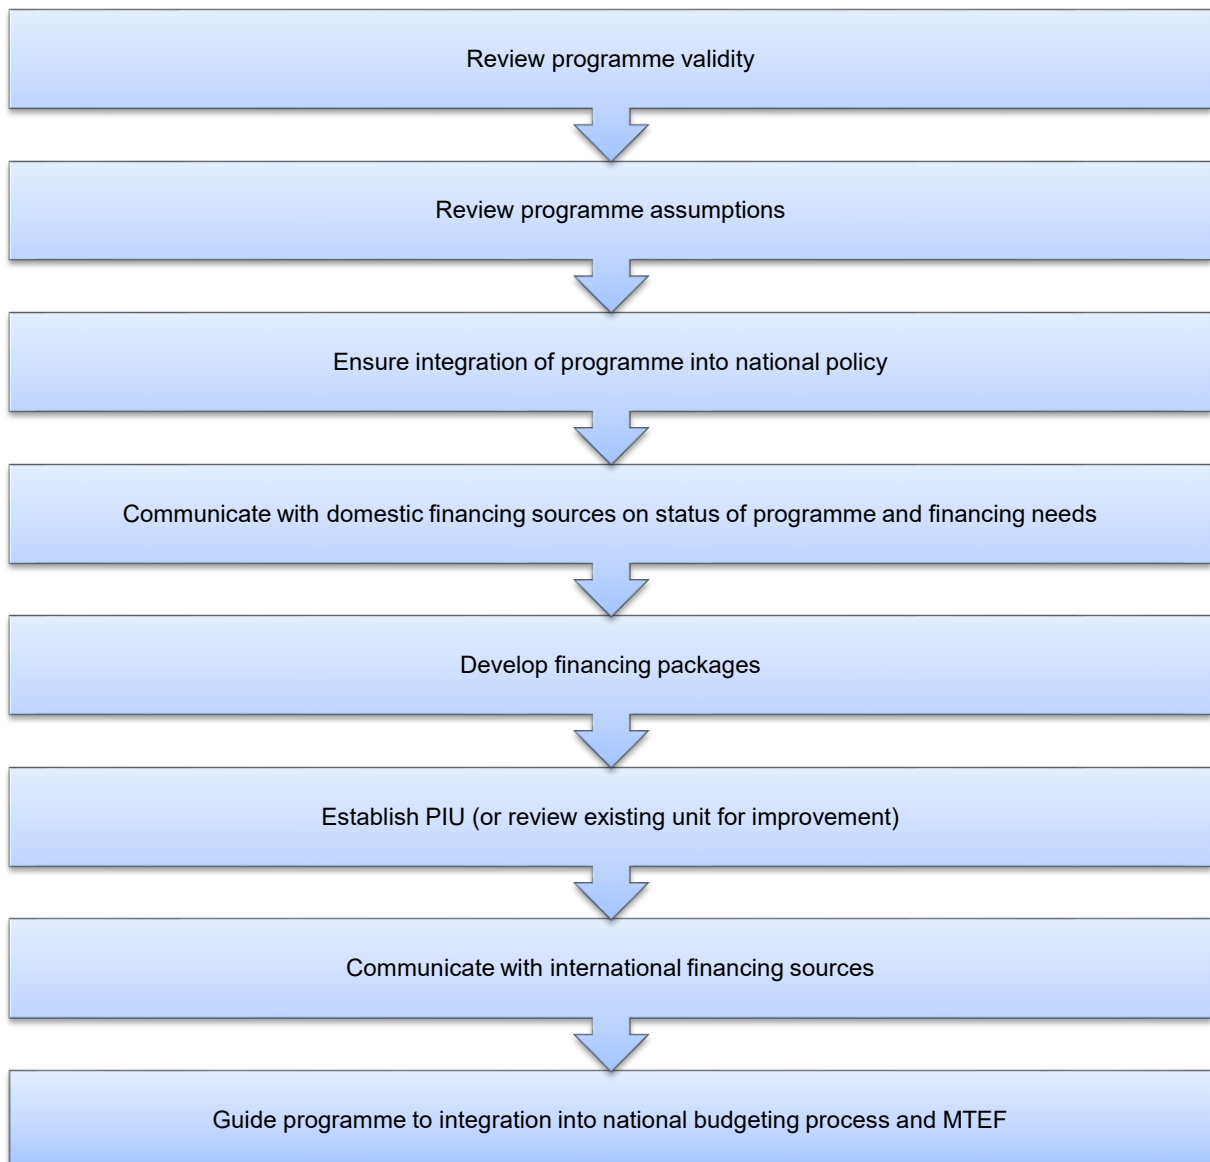 Review programme validity
Review programme assumptions
Ensure integration of programme into national policy
Communicate with domestic financing sources on status of programme and financing needs
Develop financing packages
Establish PIU (or review existing unit for improvement)
Communicate with international financing sources
Guide programme to integration into national budgeting process and MTEF